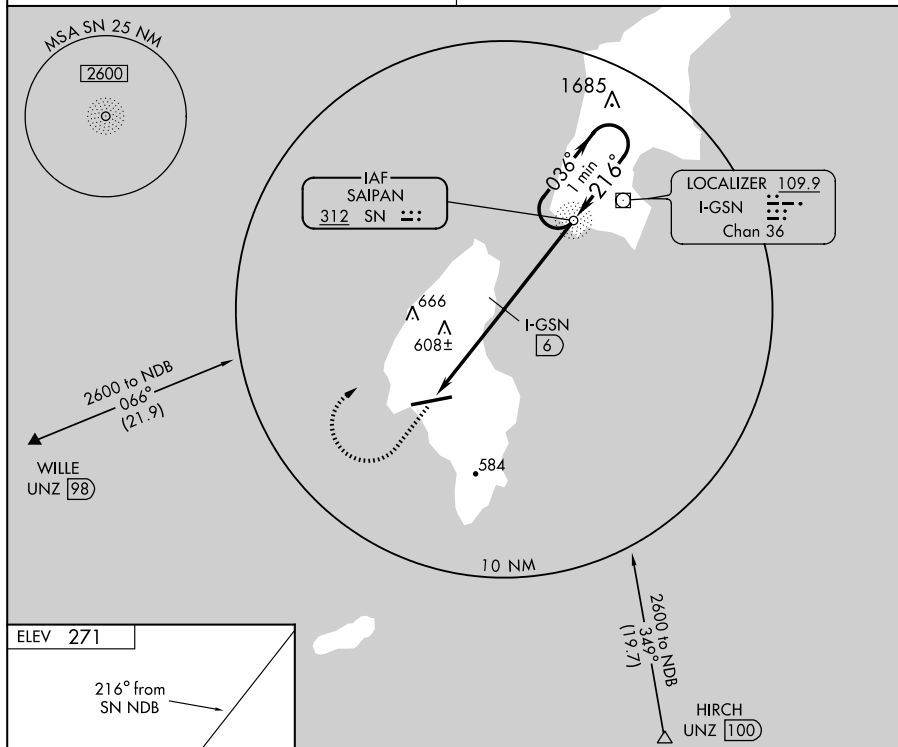 MSA SN 25 NM
2600
1685
036°
1 min
216°
IAF
SAIPAN
312 SN
LOCALIZER 109.9
I-GSN
Chan 36
666
608±
I-GSN
6
2600 to NDB
066°
(21.9)
WILLE
UNZ 98
584
10 NM
2600 to NDB
349°
(19.7)
HIRCH
UNZ 100
ELEV 271
216° from
SN NDB